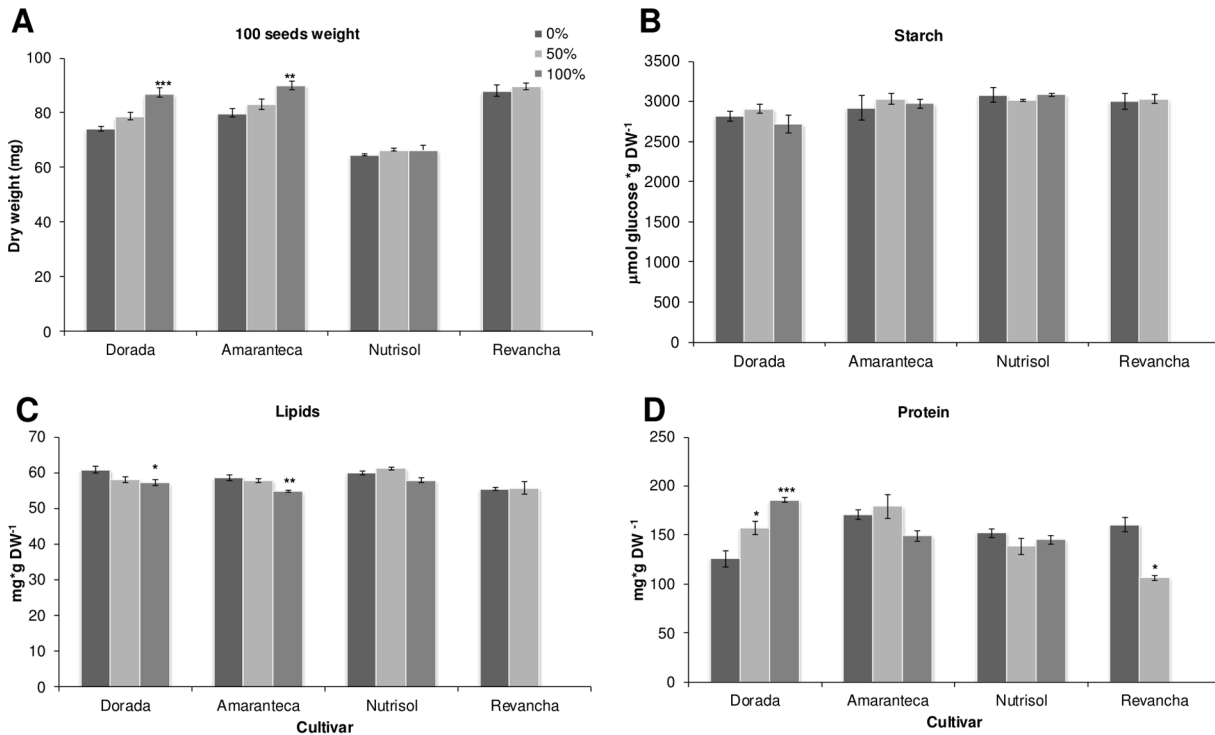 A
100 seeds weight
0%
50%
100%
Dry weight (mg)
100
80
60
40
20
0
***
**
Dorada Amaranteca Nutrisol Revancha
B
Starch
µmol glucose *g DW-1
3500
3000
2500
2000
1500
1000
500
0
Dorada Amaranteca Nutrisol Revancha
C
Lipids
mg*g DW-1
70
60
50
40
30
20
10
0
*
**
Dorada Amaranteca Nutrisol Revancha
Cultivar
D
Protein
mg*g DW -1
250
200
150
100
50
0
*
***
*
Dorada Amaranteca Nutrisol Revancha
Cultivar